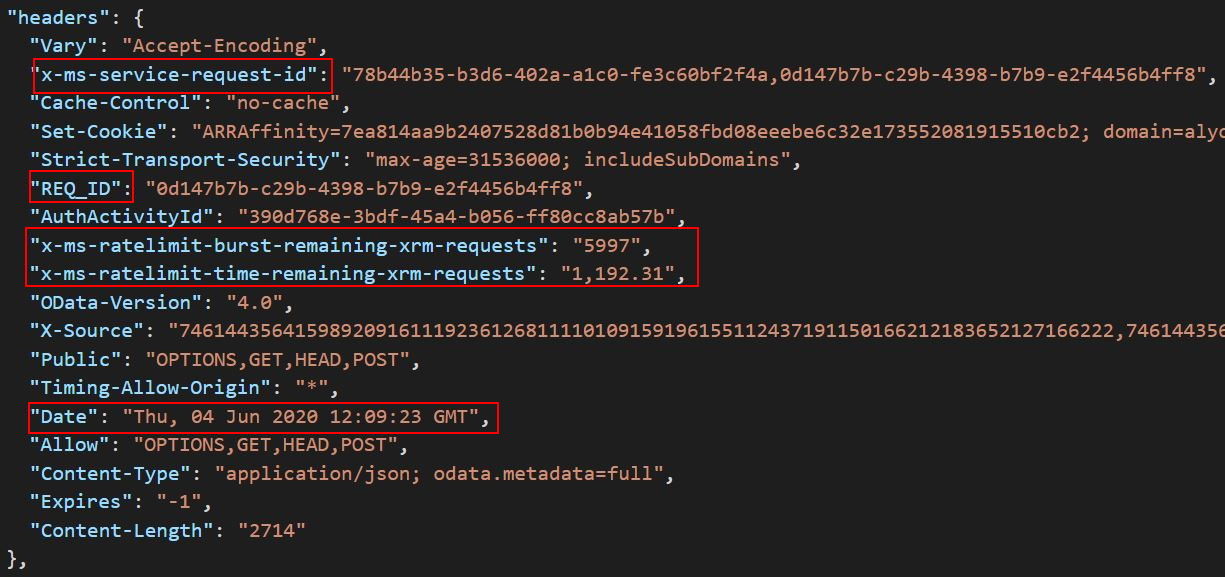 "headers": {
"Vary": "Accept-Encoding",
"x-ms-service-request-id": "78b44b35-b3d6-402a-a1c0-fe3c60bf2f4a,0d147b7b-c29b-4398-b7b9-e2f4456b4ff8",
"Cache-Control": "no-cache",
"Set-Cookie": "ARRAffinity=7ea814aa9b2407528d81b0b94e41058fbd08eeebe6c32e173552081915510cb2; domain=alyc
"Strict-Transport-Security": "max-age=31536000; includeSubDomains",
"REQ_ID": "0d147b7b-c29b-4398-b7b9-e2f4456b4ff8",
"AuthActivityId": "390d768e-3bdf-45a4-b056-ff80cc8ab57b",
"x-ms-ratelimit-burst-remaining-xrm-requests": "5997",
"x-ms-ratelimit-time-remaining-xrm-requests": "1,192.31",
"OData-Version": "4.0",
"X-Source": "74614435641598920916111923612681111010915919615511243719115016621218365212716​6222,746144356
"Public": "OPTIONS,GET,HEAD,POST",
"Timing-Allow-Origin": "*",
"Date": "Thu, 04 Jun 2020 12:09:23 GMT",
"Allow": "OPTIONS,GET,HEAD,POST",
"Content-Type": "application/json; odata.metadata=full",
"Expires": "-1",
"Content-Length": "2714"
},